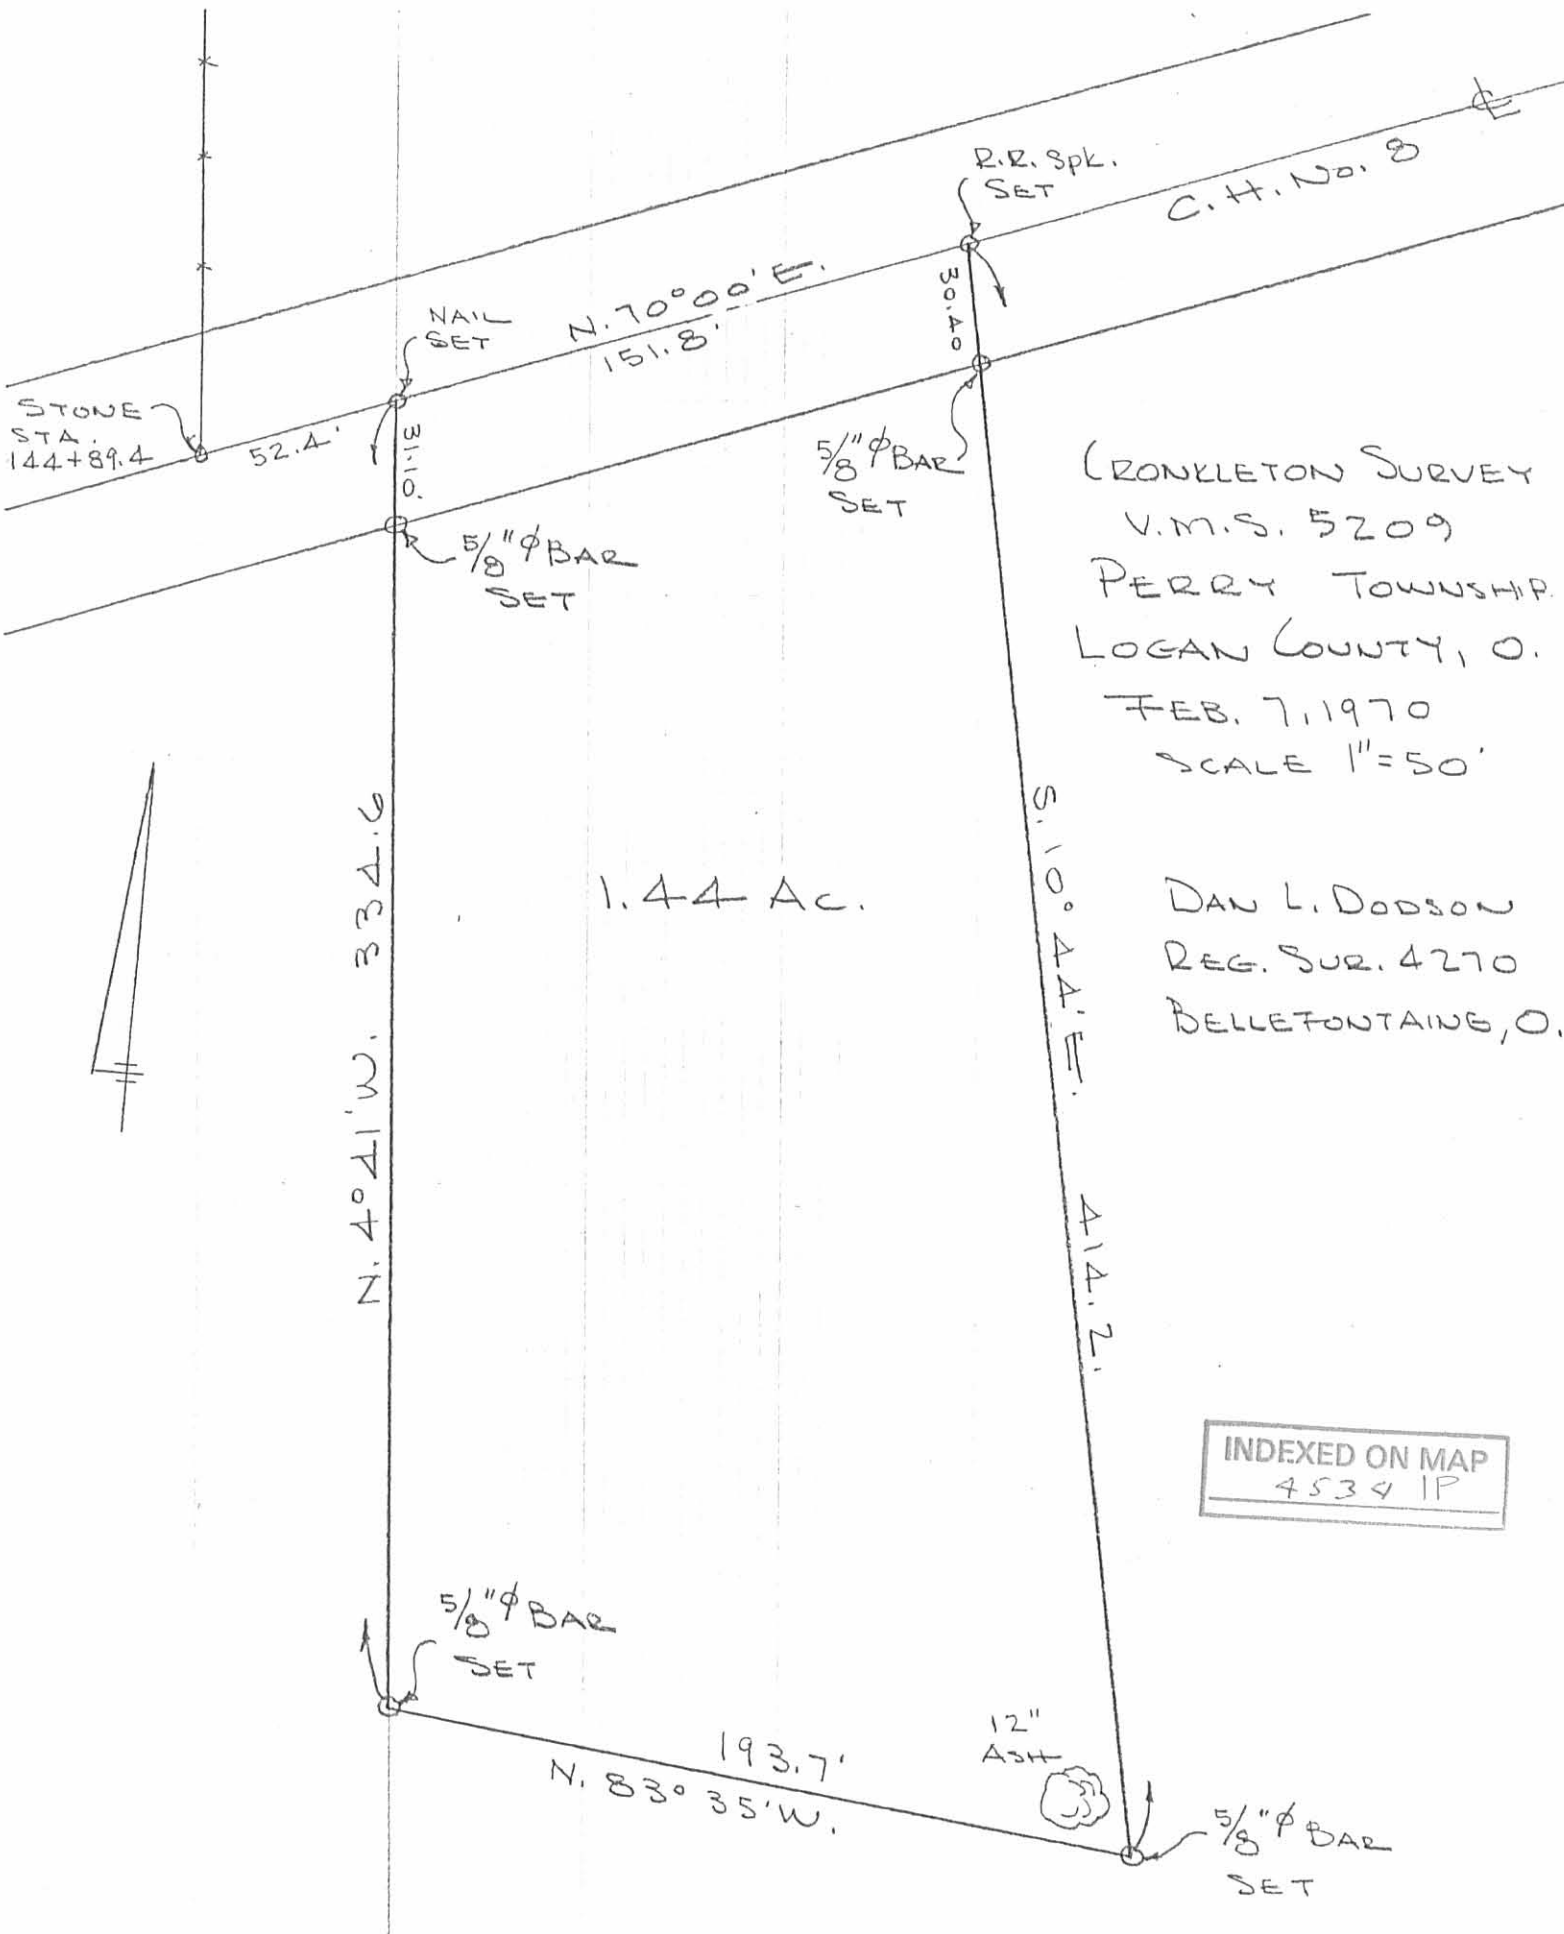 R.R. Spk.
SET
C.H. No. 8
NAIL
SET
N. 70°00' E.
151.8'
30.40
STONE
STA.
144+89.4
52.4'
31.10'
5/8" ϕ BAR
SET
5/8" ϕ BAR
SET
CRONKLETON SURVEY
V.M.S. 5209
PERRY TOWNSHIP
LOGAN COUNTY, O.
FEB. 7, 1970
SCALE 1"=50'
N. 4°41'W. 334.6
1.44 Ac.
S. 10°44'E. 414.2'
DAN L. DODSON
REG. SUR. 4270
BELLEFONTAINE, O.
INDEXED ON MAP
4534 IP
5/8" ϕ BAR
SET
193.7'
N. 83° 35'W.
12"
ASH
5/8" ϕ BAR
SET